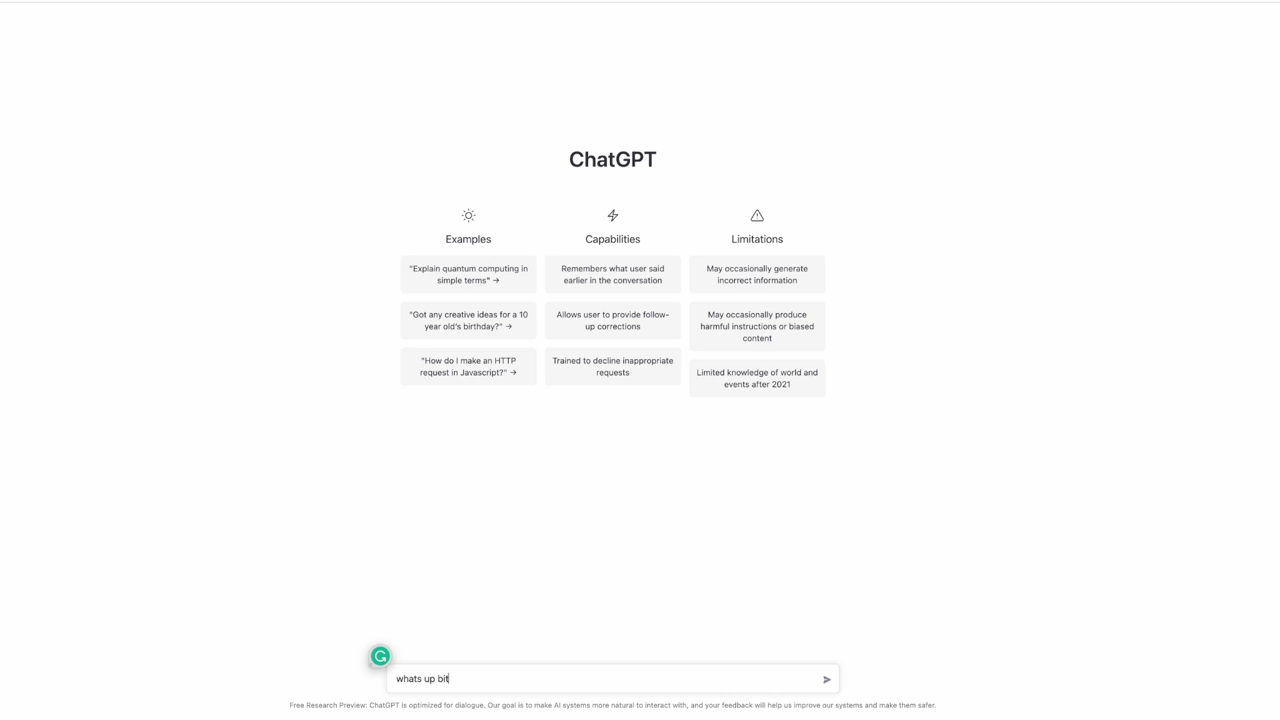 ChatGPT
Examples
Capabilities
Limitations
"Explain quantum computing in
simple terms" →
Remembers what user said
earlier in the conversation
May occasionally generate
incorrect information
"Got any creative ideas for a 10
year old's birthday?" →
Allows user to provide follow-
up corrections
May occasionally produce
harmful instructions or biased
content
"How do I make an HTTP
request in Javascript?" →
Trained to decline inappropriate
requests
Limited knowledge of world and
events after 2021
whats up bit
Free Research Preview: ChatGPT is optimized for dialogue. Our goal is to make AI systems more natural to interact with, and your feedback will help us improve our systems and make them safer.